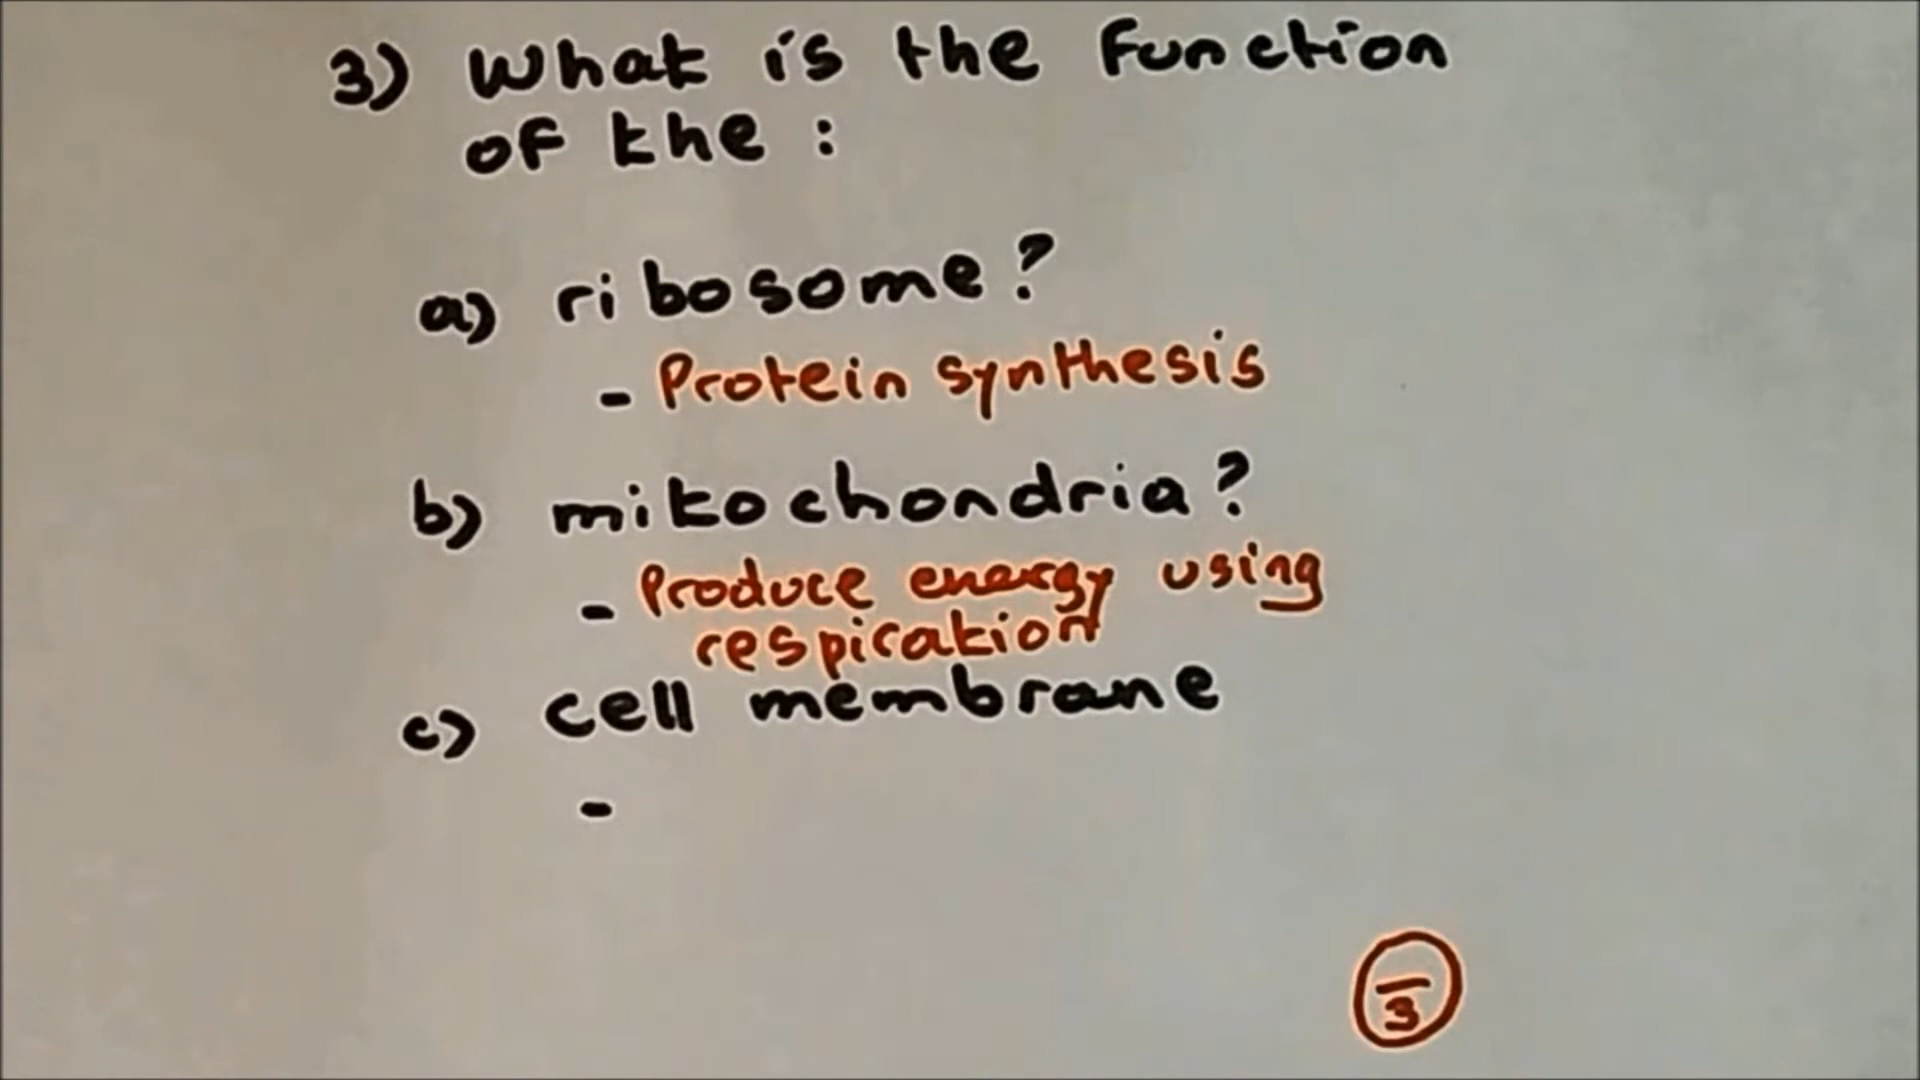 3) What is the function
of the :
a) ribosome?
- Protein synthesis
b) mitochondria?
- Produce energy using
respiration
c) cell membrane
-
3